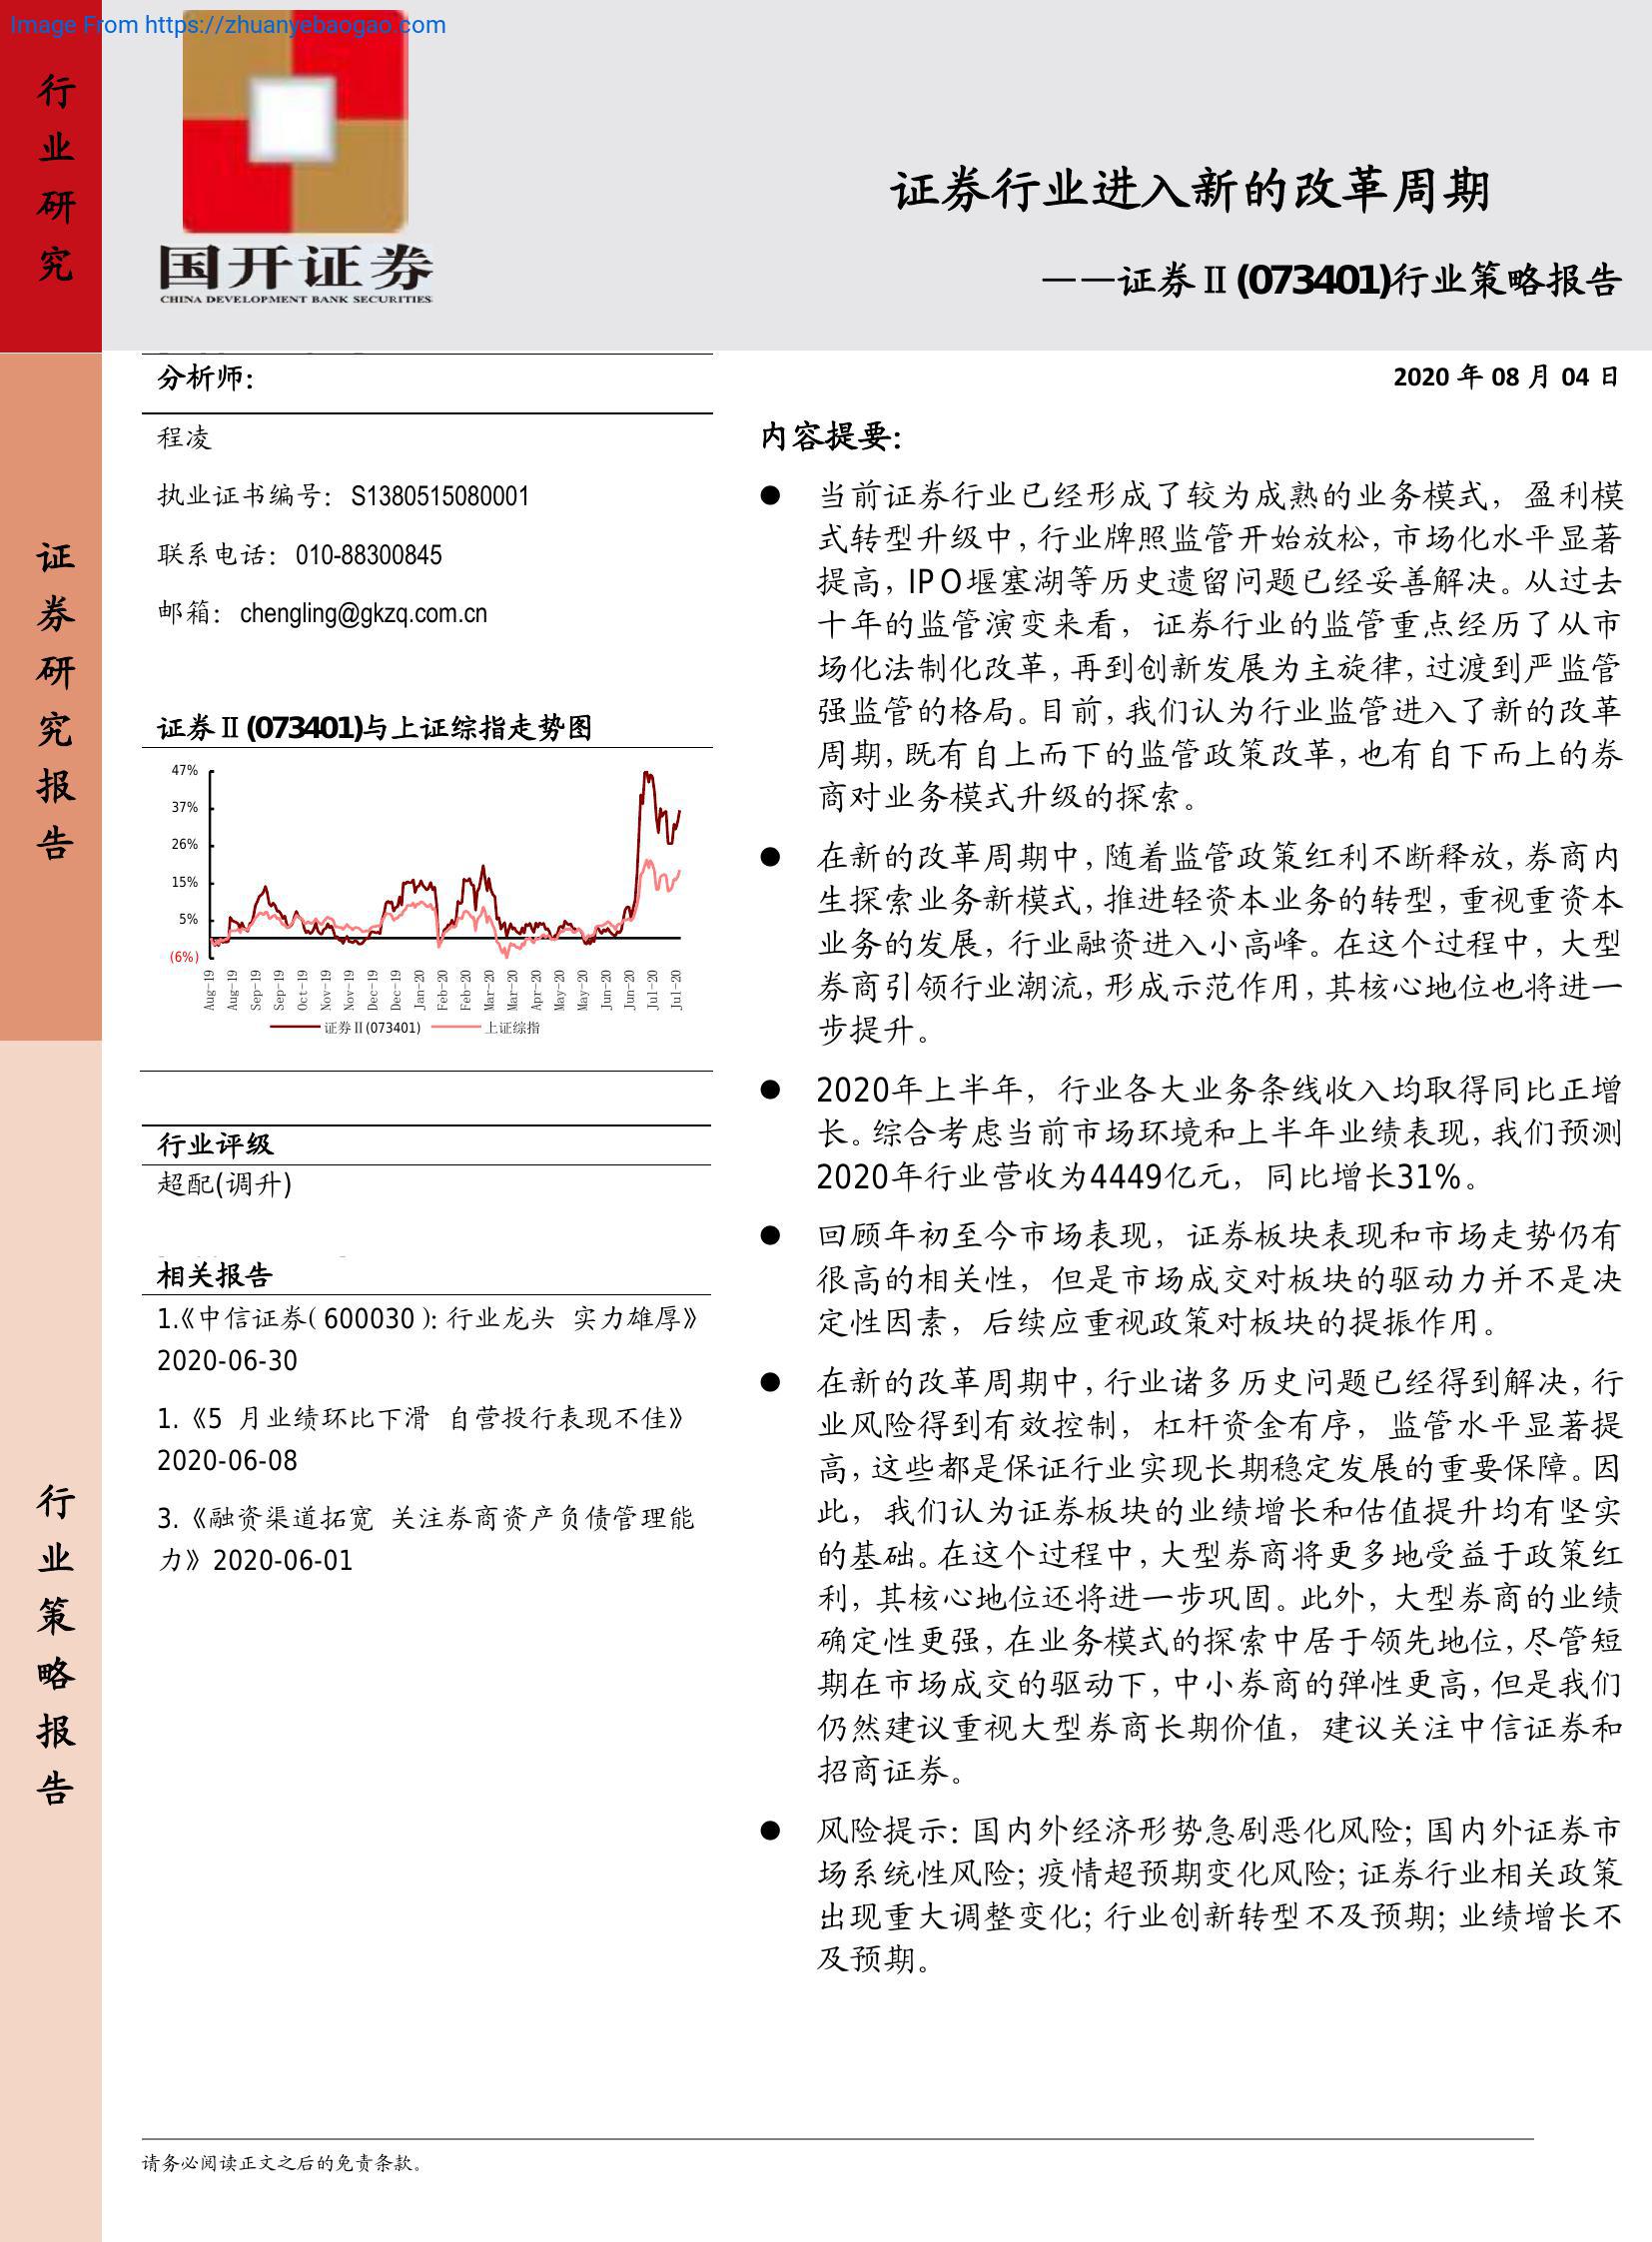 Image From https://zhuanyebaogao.com
行业研究
证券研究报告
行业策略报告
国开证券
CHINA DEVELOPMENT BANK SECURITIES
证券行业进入新的改革周期
——证券Ⅱ(073401)行业策略报告
分析师：
程凌
执业证书编号：S1380515080001
联系电话：010-88300845
邮箱：chengling@gkzq.com.cn
证券Ⅱ(073401)与上证综指走势图
47%
37%
26%
15%
5%
(6%)
Aug-19
Aug-19
Sep-19
Sep-19
Oct-19
Nov-19
Nov-19
Dec-19
Dec-19
Jan-20
Feb-20
Feb-20
Mar-20
Mar-20
Apr-20
May-20
May-20
Jun-20
Jun-20
Jul-20
Jul-20
证券Ⅱ(073401) 上证综指
行业评级
超配(调升)
相关报告
1.《中信证券(600030)：行业龙头 实力雄厚》
2020-06-30
1.《5 月业绩环比下滑 自营投行表现不佳》
2020-06-08
3.《融资渠道拓宽 关注券商资产负债管理能
力》2020-06-01
2020 年 08 月 04 日
内容提要：
● 当前证券行业已经形成了较为成熟的业务模式，盈利模
式转型升级中，行业牌照监管开始放松，市场化水平显著
提高，IPO堰塞湖等历史遗留问题已经妥善解决。从过去
十年的监管演变来看，证券行业的监管重点经历了从市
场化法制化改革，再到创新发展为主旋律，过渡到严监管
强监管的格局。目前，我们认为行业监管进入了新的改革
周期，既有自上而下的监管政策改革，也有自下而上的券
商对业务模式升级的探索。
● 在新的改革周期中，随着监管政策红利不断释放，券商内
生探索业务新模式，推进轻资本业务的转型，重视重资本
业务的发展，行业融资进入小高峰。在这个过程中，大型
券商引领行业潮流，形成示范作用，其核心地位也将进一
步提升。
● 2020年上半年，行业各大业务条线收入均取得同比正增
长。综合考虑当前市场环境和上半年业绩表现，我们预测
2020年行业营收为4449亿元，同比增长31%。
● 回顾年初至今市场表现，证券板块表现和市场走势仍有
很高的相关性，但是市场成交对板块的驱动力并不是决
定性因素，后续应重视政策对板块的提振作用。
● 在新的改革周期中，行业诸多历史问题已经得到解决，行
业风险得到有效控制，杠杆资金有序，监管水平显著提
高，这些都是保证行业实现长期稳定发展的重要保障。因
此，我们认为证券板块的业绩增长和估值提升均有坚实
的基础。在这个过程中，大型券商将更多地受益于政策红
利，其核心地位还将进一步巩固。此外，大型券商的业绩
确定性更强，在业务模式的探索中居于领先地位，尽管短
期在市场成交的驱动下，中小券商的弹性更高，但是我们
仍然建议重视大型券商长期价值，建议关注中信证券和
招商证券。
● 风险提示：国内外经济形势急剧恶化风险；国内外证券市
场系统性风险；疫情超预期变化风险；证券行业相关政策
出现重大调整变化；行业创新转型不及预期；业绩增长不
及预期。
请务必阅读正文之后的免责条款。